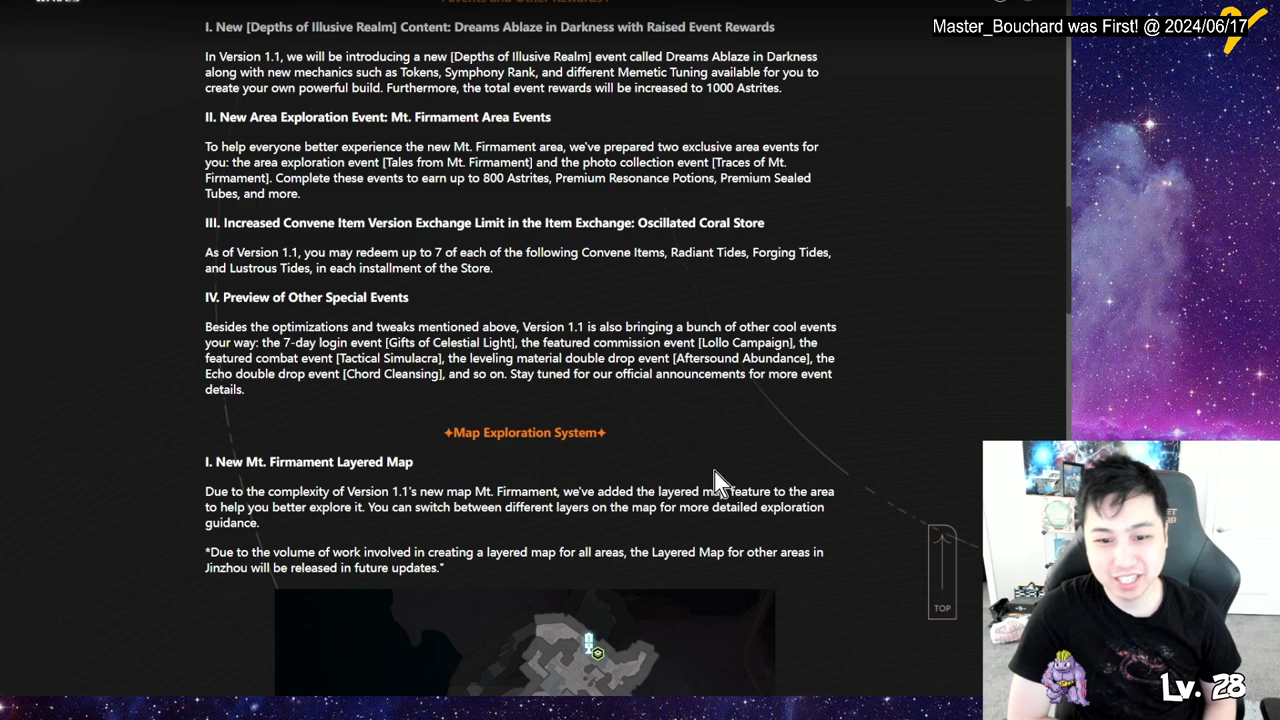 Master_Bouchard was First! @ 2024/06/17
I. New [Depths of Illusive Realm] Content: Dreams Ablaze in Darkness with Raised Event Rewards
In Version 1.1, we will be introducing a new [Depths of Illusive Realm] event called Dreams Ablaze in Darkness
along with new mechanics such as Tokens, Symphony Rank, and different Memetic Tuning available for you to
create your own powerful build. Furthermore, the total event rewards will be increased to 1000 Astrites.
II. New Area Exploration Event: Mt. Firmament Area Events
To help everyone better experience the new Mt. Firmament area, we've prepared two exclusive area events for
you: the area exploration event [Tales from Mt. Firmament] and the photo collection event [Traces of Mt.
Firmament]. Complete these events to earn up to 800 Astrites, Premium Resonance Potions, Premium Sealed
Tubes, and more.
III. Increased Convene Item Version Exchange Limit in the Item Exchange: Oscillated Coral Store
As of Version 1.1, you may redeem up to 7 of each of the following Convene Items, Radiant Tides, Forging Tides,
and Lustrous Tides, in each installment of the Store.
IV. Preview of Other Special Events
Besides the optimizations and tweaks mentioned above, Version 1.1 is also bringing a bunch of other cool events
your way: the 7-day login event [Gifts of Celestial Light], the featured commission event [Lollo Campaign], the
featured combat event [Tactical Simulacra], the leveling material double drop event [Aftersound Abundance], the
Echo double drop event [Chord Cleansing], and so on. Stay tuned for our official announcements for more event
details.
✦Map Exploration System✦
I. New Mt. Firmament Layered Map
Due to the complexity of Version 1.1's new map Mt. Firmament, we've added the layered map feature to the area
to help you better explore it. You can switch between different layers on the map for more detailed exploration
guidance.
*Due to the volume of work involved in creating a layered map for all areas, the Layered Map for other areas in
Jinzhou will be released in future updates."
TOP
Lv. 28